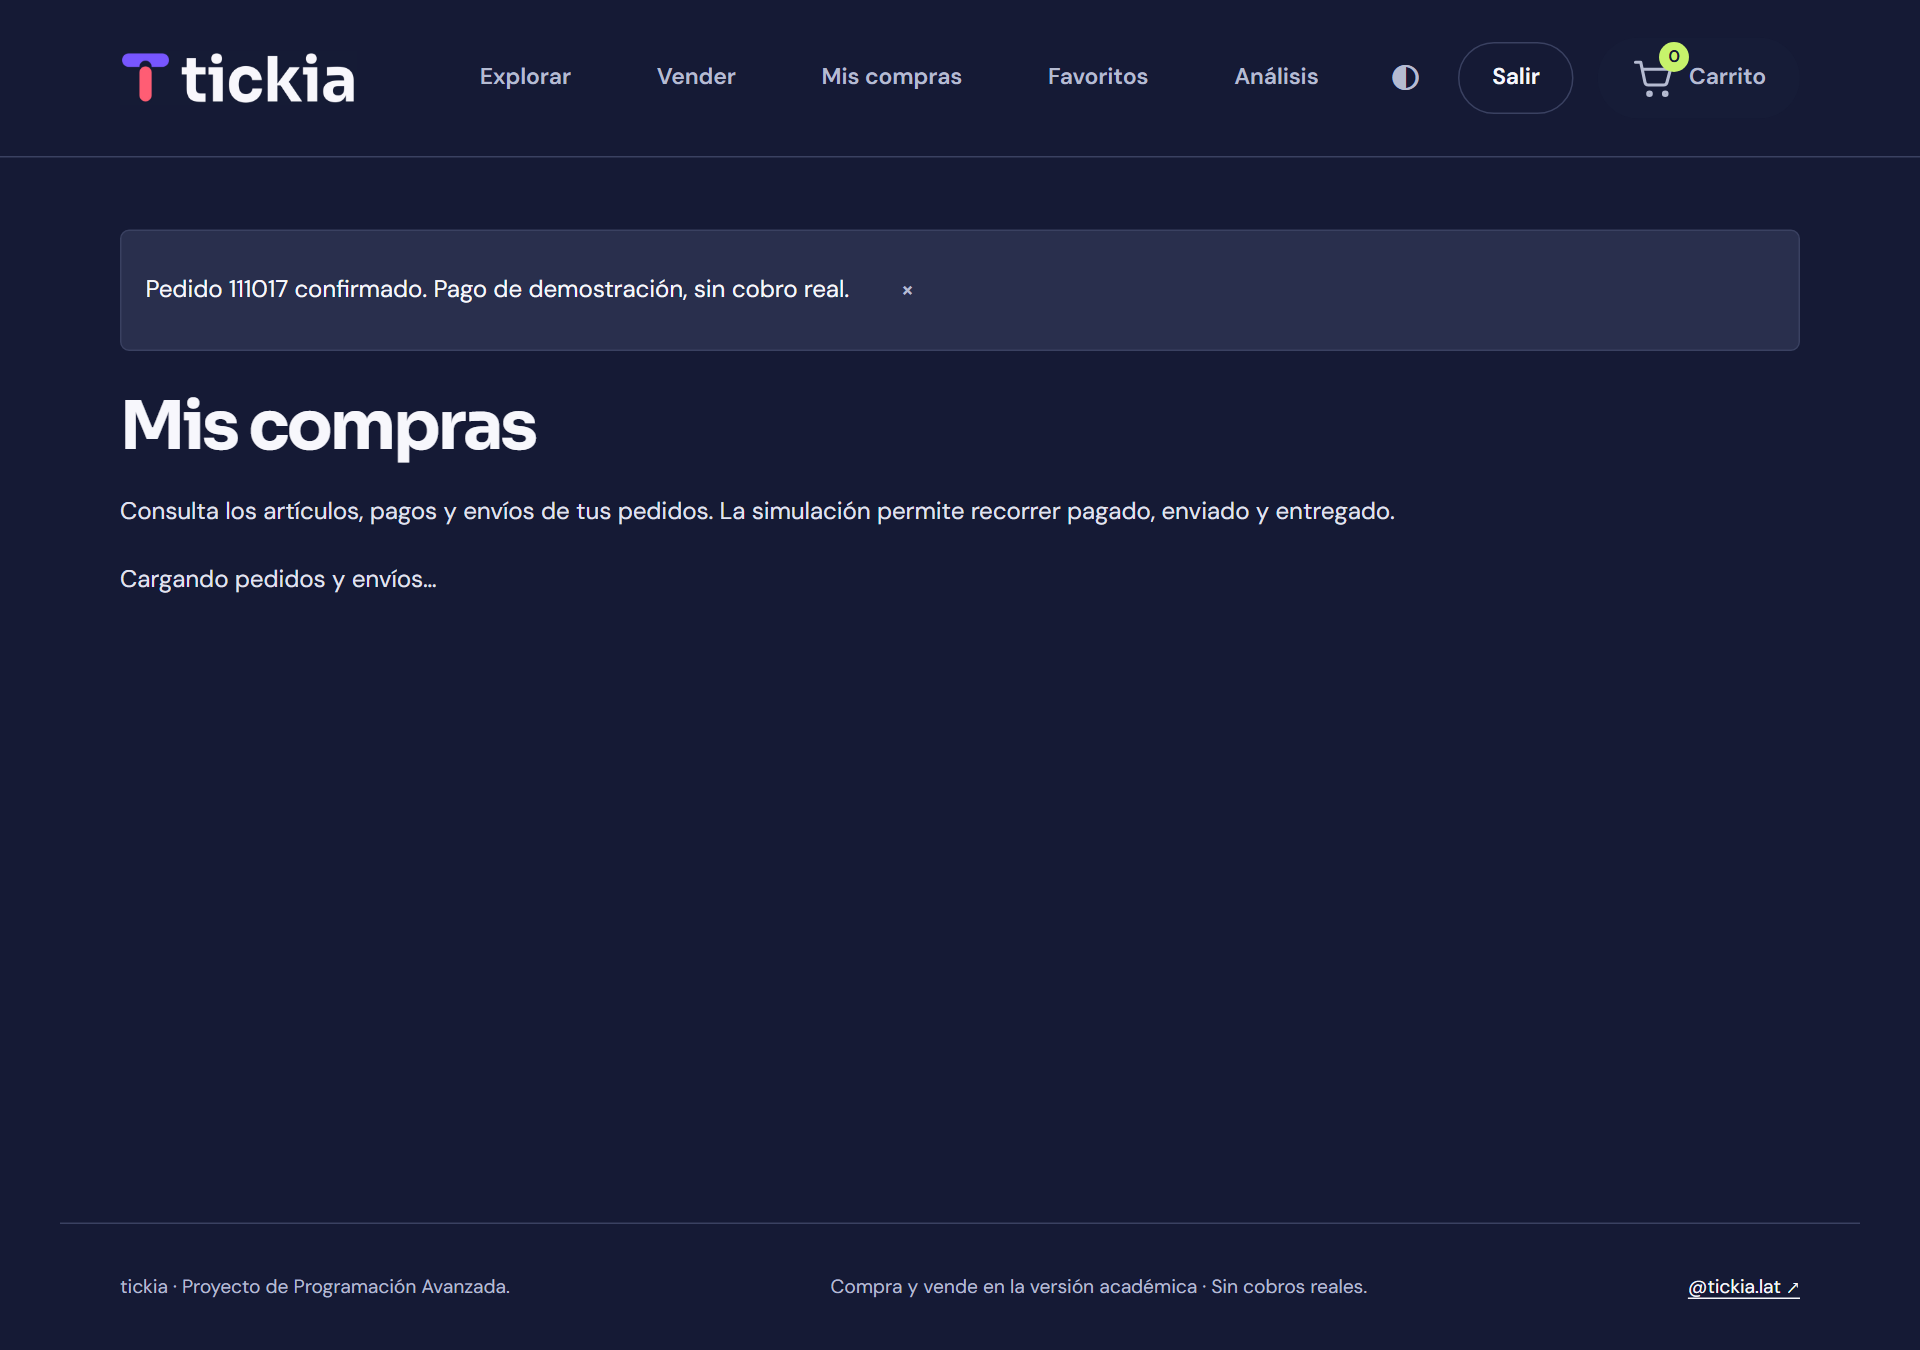 tickia
Explorar
Vender
Mis compras
Favoritos
Análisis
Salir
0
Carrito
Pedido 111017 confirmado. Pago de demostración, sin cobro real. ×
Mis compras
Consulta los artículos, pagos y envíos de tus pedidos. La simulación permite recorrer pagado, enviado y entregado.
Cargando pedidos y envíos...
tickia · Proyecto de Programación Avanzada.
Compra y vende en la versión académica · Sin cobros reales.
@tickia.lat ↗